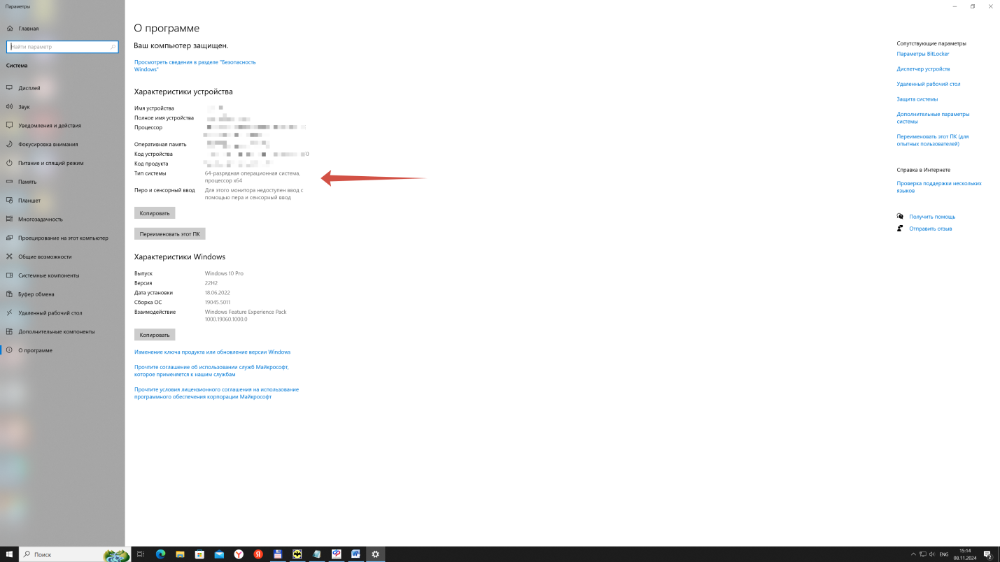 Параметры
Главная
Найти параметр
Система
Дисплей
Звук
Уведомления и действия
Фокусировка внимания
Питание и спящий режим
Память
Планшет
Многозадачность
Проецирование на этот компьютер
Общие возможности
Системные компоненты
Буфер обмена
Удаленный рабочий стол
Дополнительные компоненты
О программе
О программе
Ваш компьютер защищен.
Просмотреть сведения в разделе "Безопасность
Windows"
Характеристики устройства
Имя устройства
Полное имя устройства
Процессор
Оперативная память
Код устройства
Код продукта
Тип системы 64-разрядная операционная система,
процессор x64
Перо и сенсорный ввод Для этого монитора недоступен ввод с
помощью пера и сенсорный ввод
Копировать
Переименовать этот ПК
Характеристики Windows
Выпуск Windows 10 Pro
Версия 22H2
Дата установки 18.06.2022
Сборка ОС 19045.5011
Взаимодействие Windows Feature Experience Pack
1000.19060.1000.0
Копировать
Изменение ключа продукта или обновление версии Windows
Прочтите соглашение об использовании служб Майкрософт,
которое применяется к нашим службам
Прочтите условия лицензионного соглашения на использование
программного обеспечения корпорации Майкрософт
Сопутствующие параметры
Параметры BitLocker
Диспетчер устройств
Удаленный рабочий стол
Защита системы
Дополнительные параметры
системы
Переименовать этот ПК (для
опытных пользователей)
Справка в Интернете
Проверка поддержки нескольких
языков
Получить помощь
Отправить отзыв
Поиск
ENG
15:14
08.11.2024
2